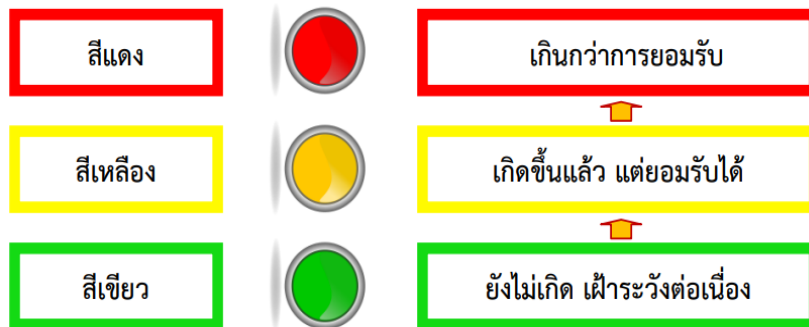 สีแดง
เกินกว่าการยอมรับ
สีเหลือง
เกิดขึ้นแล้ว แต่ยอมรับได้
สีเขียว
ยังไม่เกิด เฝ้าระวังต่อเนื่อง